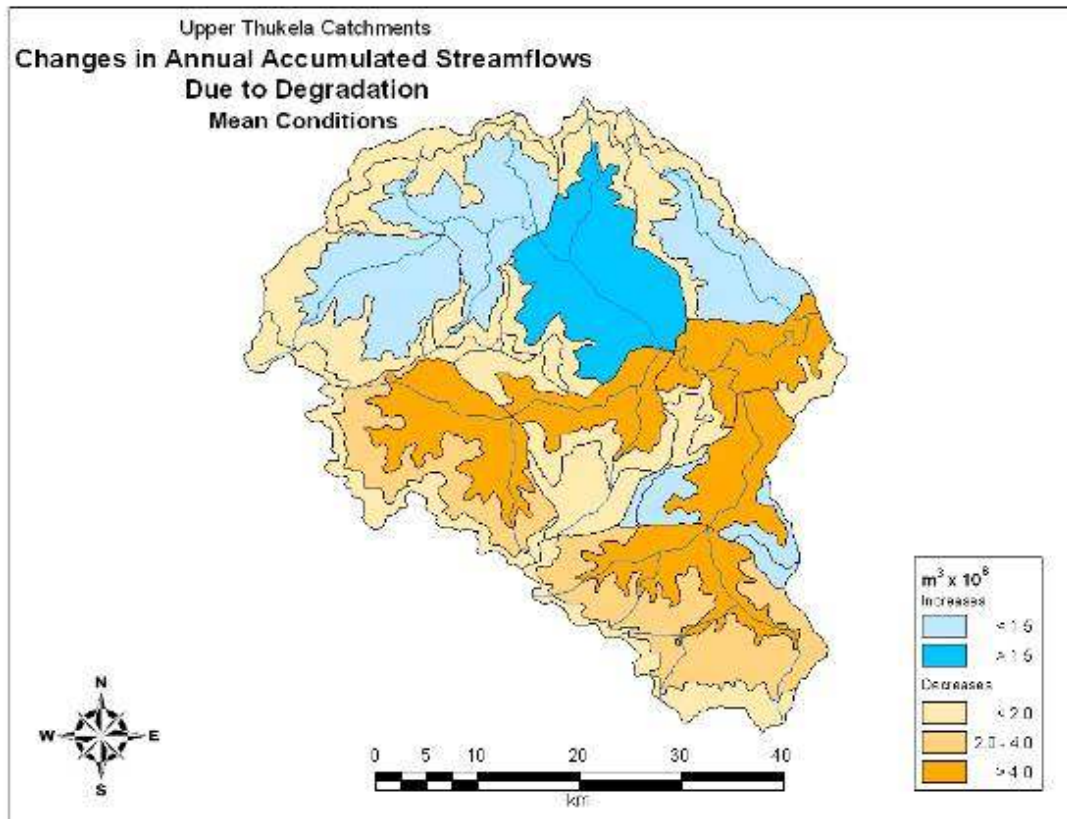 Upper Thukela Catchments
Changes in Annual Accumulated Streamflows
Due to Degradation
Mean Conditions
m³ x 10⁶
Increases
< 1.5
> 1.5
Decreases
< 2.0
2.0 - 4.0
> 4.0
N
W E
S
0 5 10 20 30 40
km